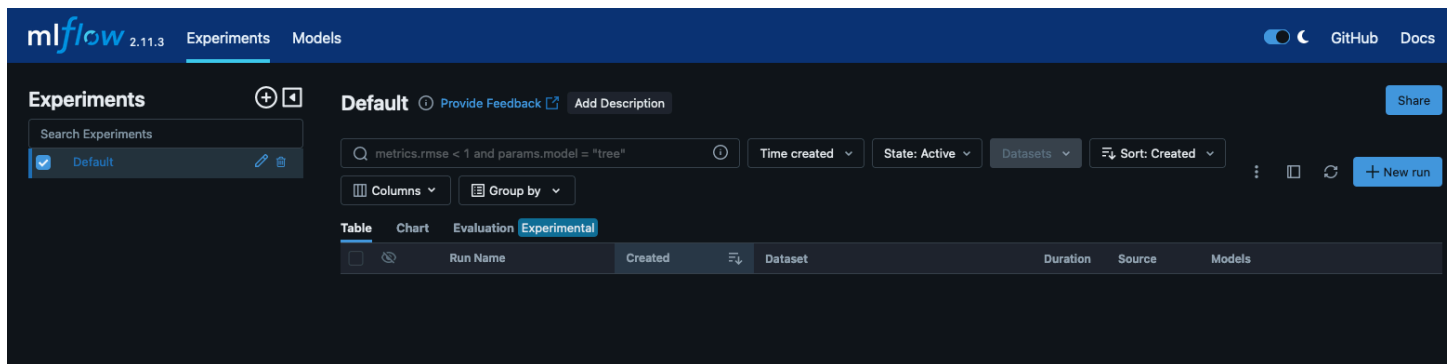 mlflow 2.11.3 Experiments Models GitHub Docs
Experiments
Search Experiments
Default
Default Provide Feedback Add Description Share
metrics.rmse < 1 and params.model = "tree" Time created State: Active Datasets Sort: Created
+ New run
Columns Group by
Table Chart Evaluation Experimental
Run Name Created Dataset Duration Source Models